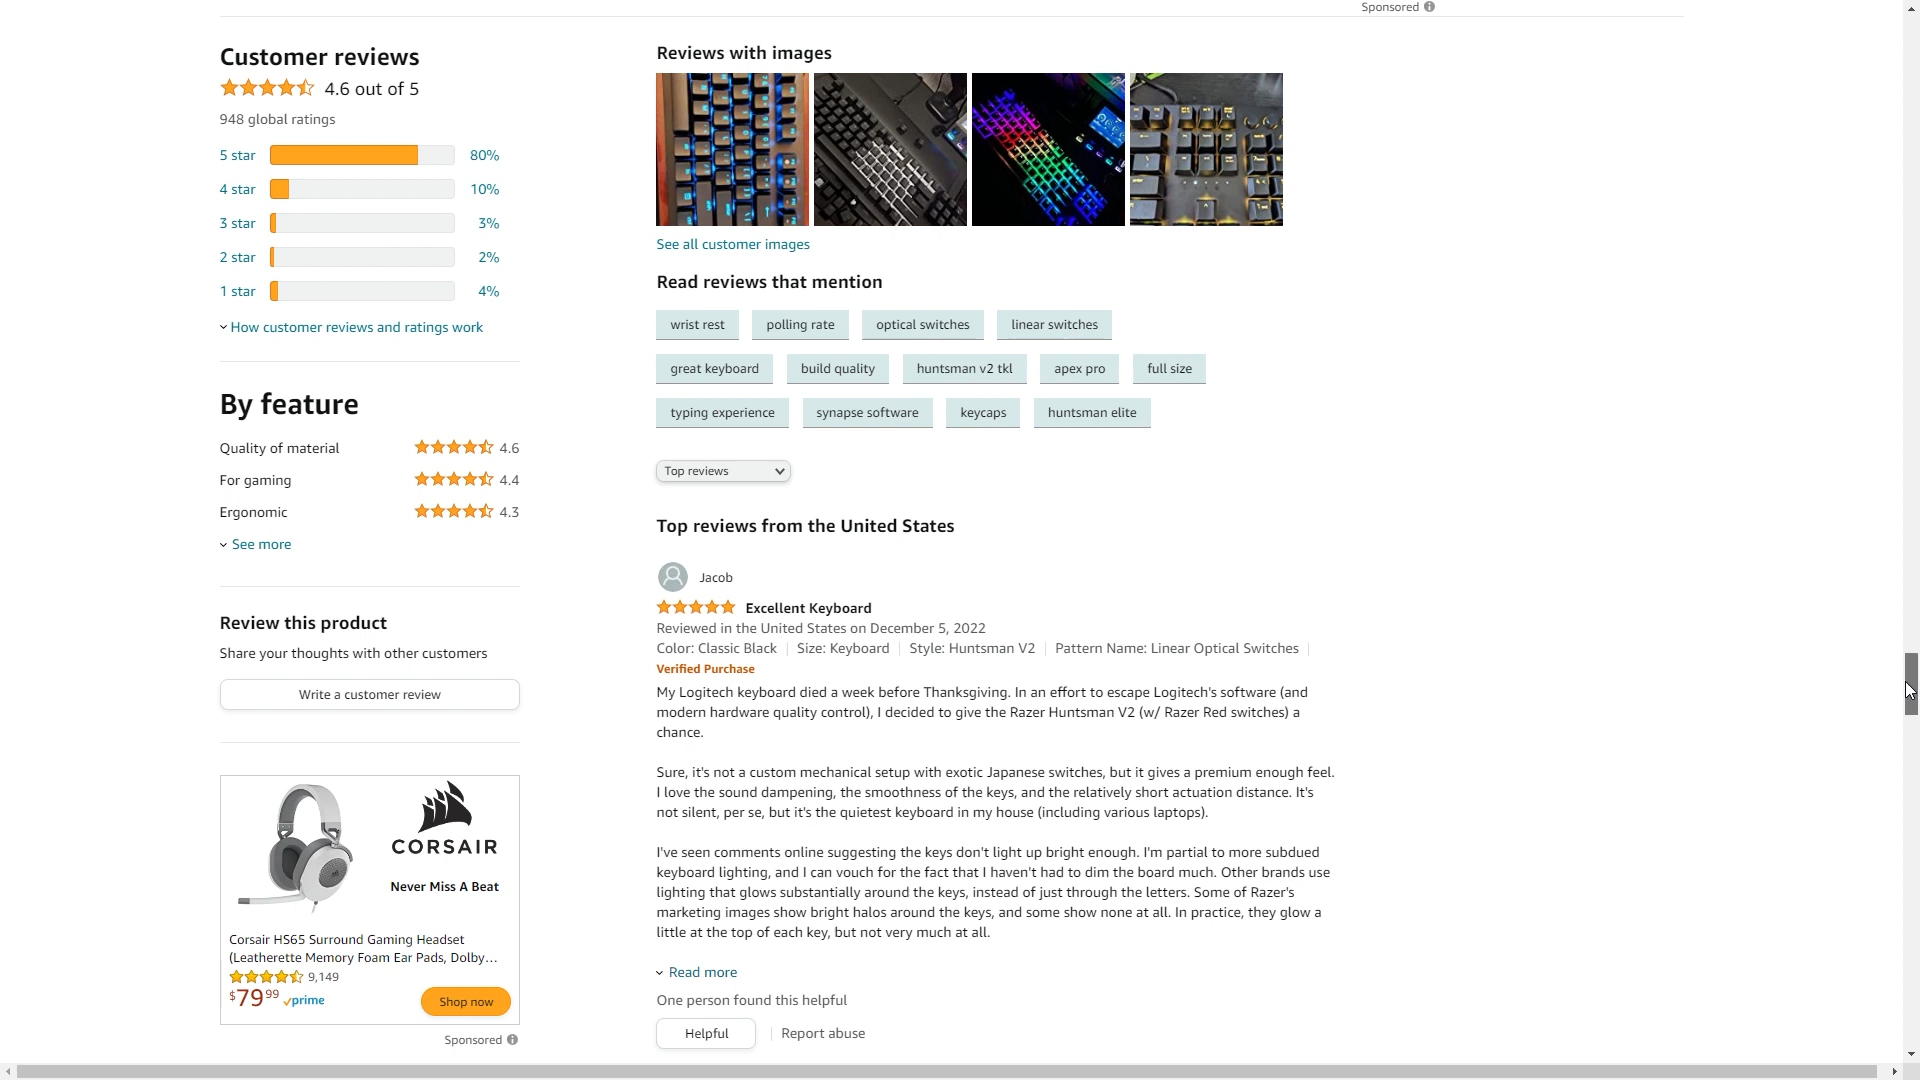 Sponsored
Customer reviews
4.6 out of 5
948 global ratings
5 star 80%
4 star 10%
3 star 3%
2 star 2%
1 star 4%
How customer reviews and ratings work
By feature
Quality of material 4.6
For gaming 4.4
Ergonomic 4.3
See more
Review this product
Share your thoughts with other customers
Write a customer review
CORSAIR
Never Miss A Beat
Corsair HS65 Surround Gaming Headset
(Leatherette Memory Foam Ear Pads, Dolby…
9,149
$79 99 prime
Shop now
Sponsored
Reviews with images
See all customer images
Read reviews that mention
wrist rest polling rate optical switches linear switches
great keyboard build quality huntsman v2 tkl apex pro full size
typing experience synapse software keycaps huntsman elite
Top reviews
Top reviews from the United States
Jacob
Excellent Keyboard
Reviewed in the United States on December 5, 2022
Color: Classic Black Size: Keyboard Style: Huntsman V2 Pattern Name: Linear Optical Switches
Verified Purchase
My Logitech keyboard died a week before Thanksgiving. In an effort to escape Logitech's software (and
modern hardware quality control), I decided to give the Razer Huntsman V2 (w/ Razer Red switches) a
chance.
Sure, it's not a custom mechanical setup with exotic Japanese switches, but it gives a premium enough feel.
I love the sound dampening, the smoothness of the keys, and the relatively short actuation distance. It's
not silent, per se, but it's the quietest keyboard in my house (including various laptops).
I've seen comments online suggesting the keys don't light up bright enough. I'm partial to more subdued
keyboard lighting, and I can vouch for the fact that I haven't had to dim the board much. Other brands use
lighting that glows substantially around the keys, instead of just through the letters. Some of Razer's
marketing images show bright halos around the keys, and some show none at all. In practice, they glow a
little at the top of each key, but not very much at all.
Read more
One person found this helpful
Helpful Report abuse